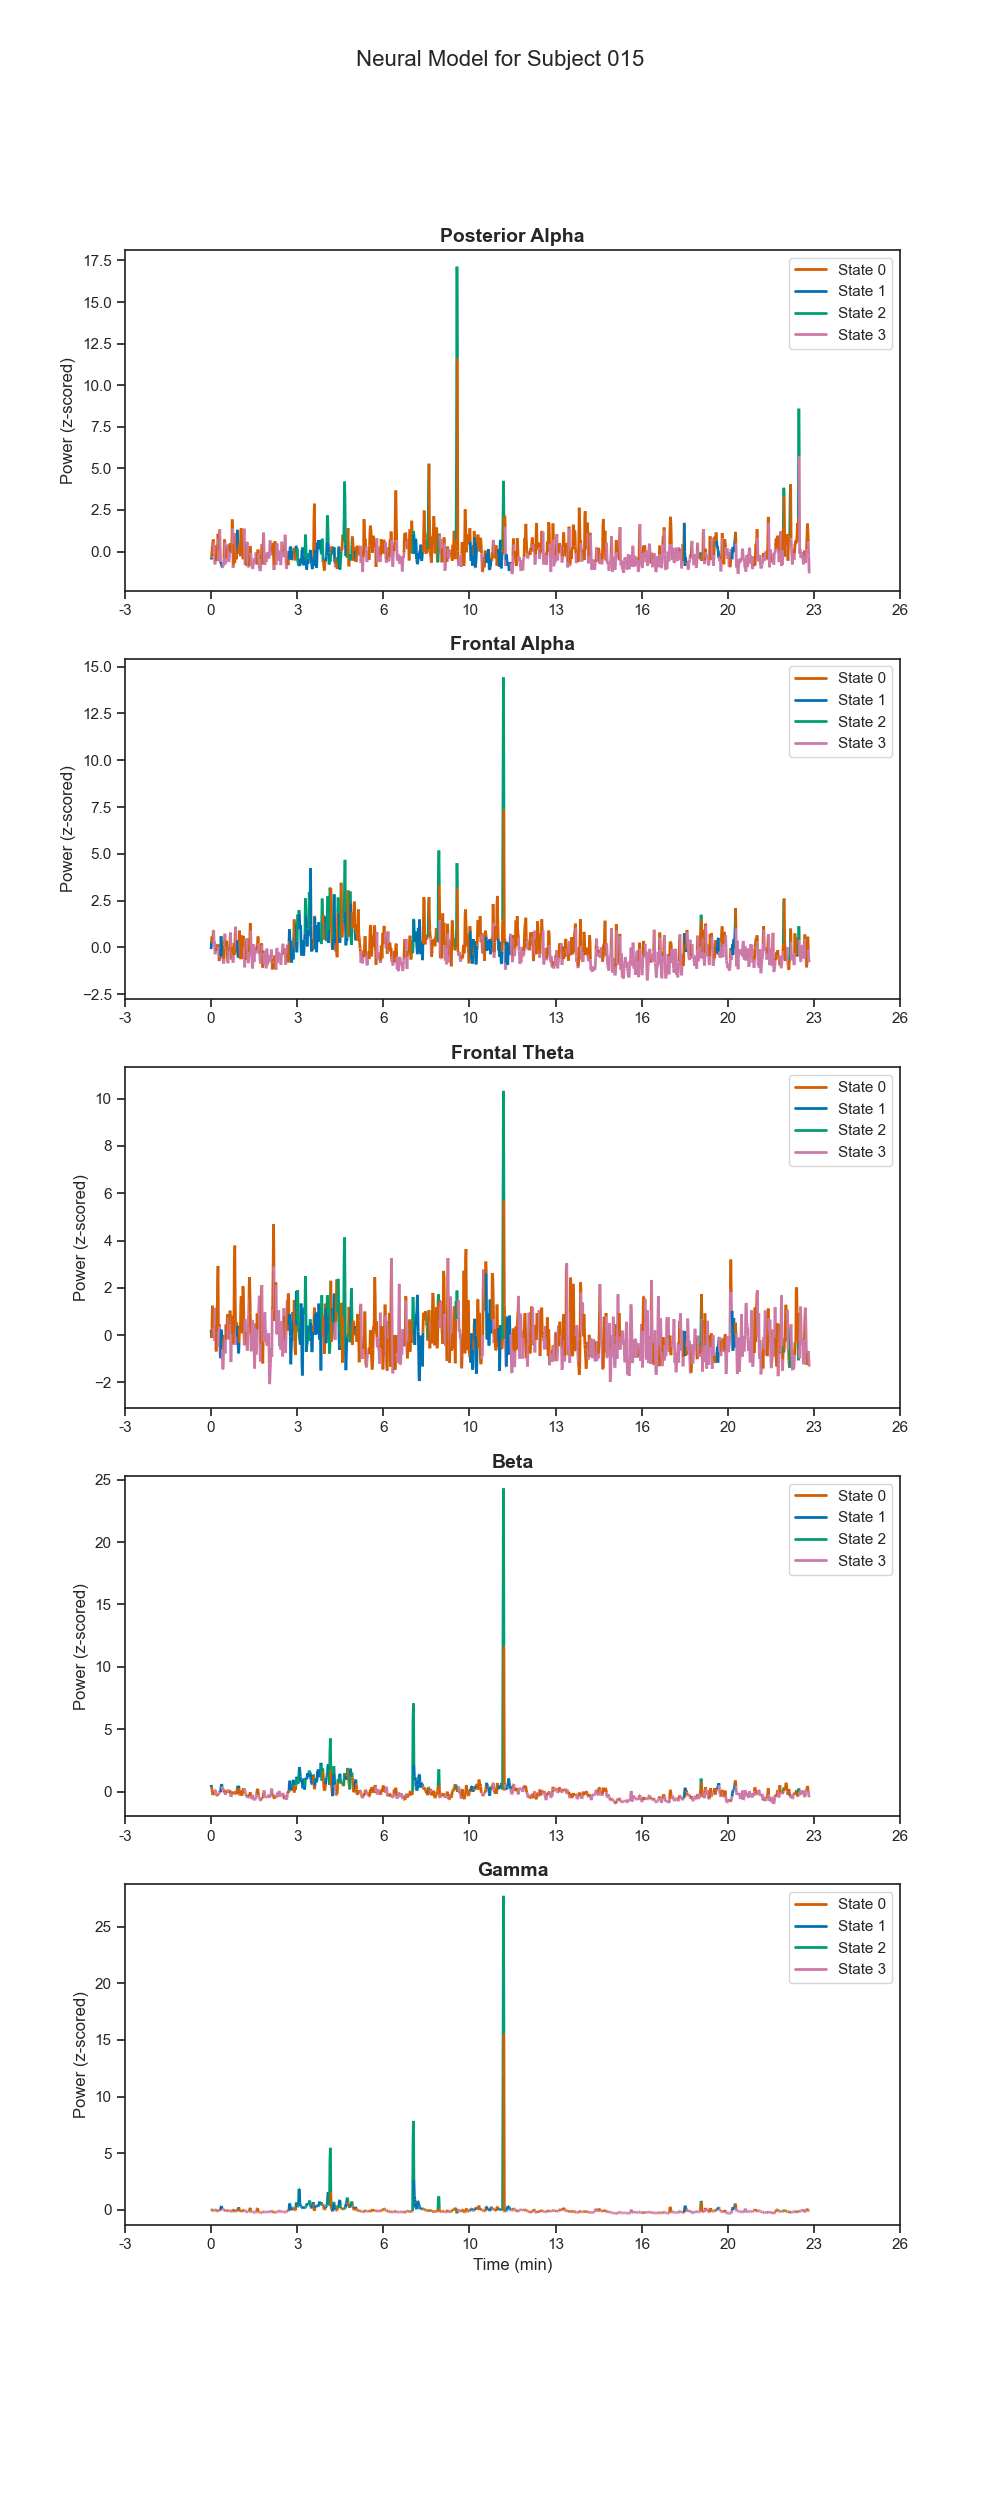 Neural Model for Subject 015
Posterior Alpha
Power (z-scored)
17.5
15.0
12.5
10.0
7.5
5.0
2.5
0.0
State 0
State 1
State 2
State 3
-3 0 3 6 10 13 16 20 23 26
Frontal Alpha
Power (z-scored)
15.0
12.5
10.0
7.5
5.0
2.5
0.0
−2.5
State 0
State 1
State 2
State 3
-3 0 3 6 10 13 16 20 23 26
Frontal Theta
Power (z-scored)
10
8
6
4
2
0
−2
State 0
State 1
State 2
State 3
-3 0 3 6 10 13 16 20 23 26
Beta
Power (z-scored)
25
20
15
10
5
0
State 0
State 1
State 2
State 3
-3 0 3 6 10 13 16 20 23 26
Gamma
Power (z-scored)
25
20
15
10
5
0
State 0
State 1
State 2
State 3
-3 0 3 6 10 13 16 20 23 26
Time (min)